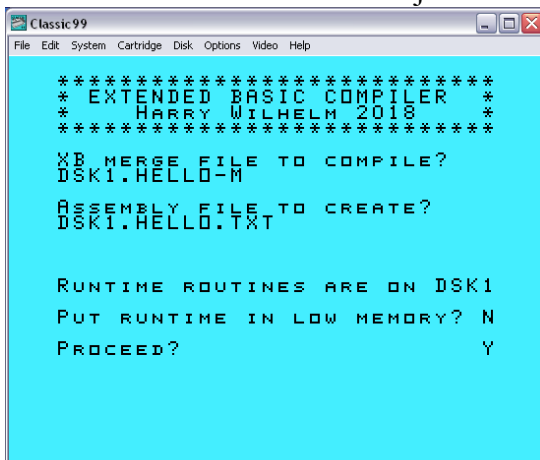 Classic99
File Edit System Cartridge Disk Options Video Help
****************************
* EXTENDED BASIC COMPILER *
* HARRY WILHELM 2018 *
****************************
XB MERGE FILE TO COMPILE?
DSK1.HELLO-M
ASSEMBLY FILE TO CREATE?
DSK1.HELLO.TXT
RUNTIME ROUTINES ARE ON DSK1
PUT RUNTIME IN LOW MEMORY? N
PROCEED? Y